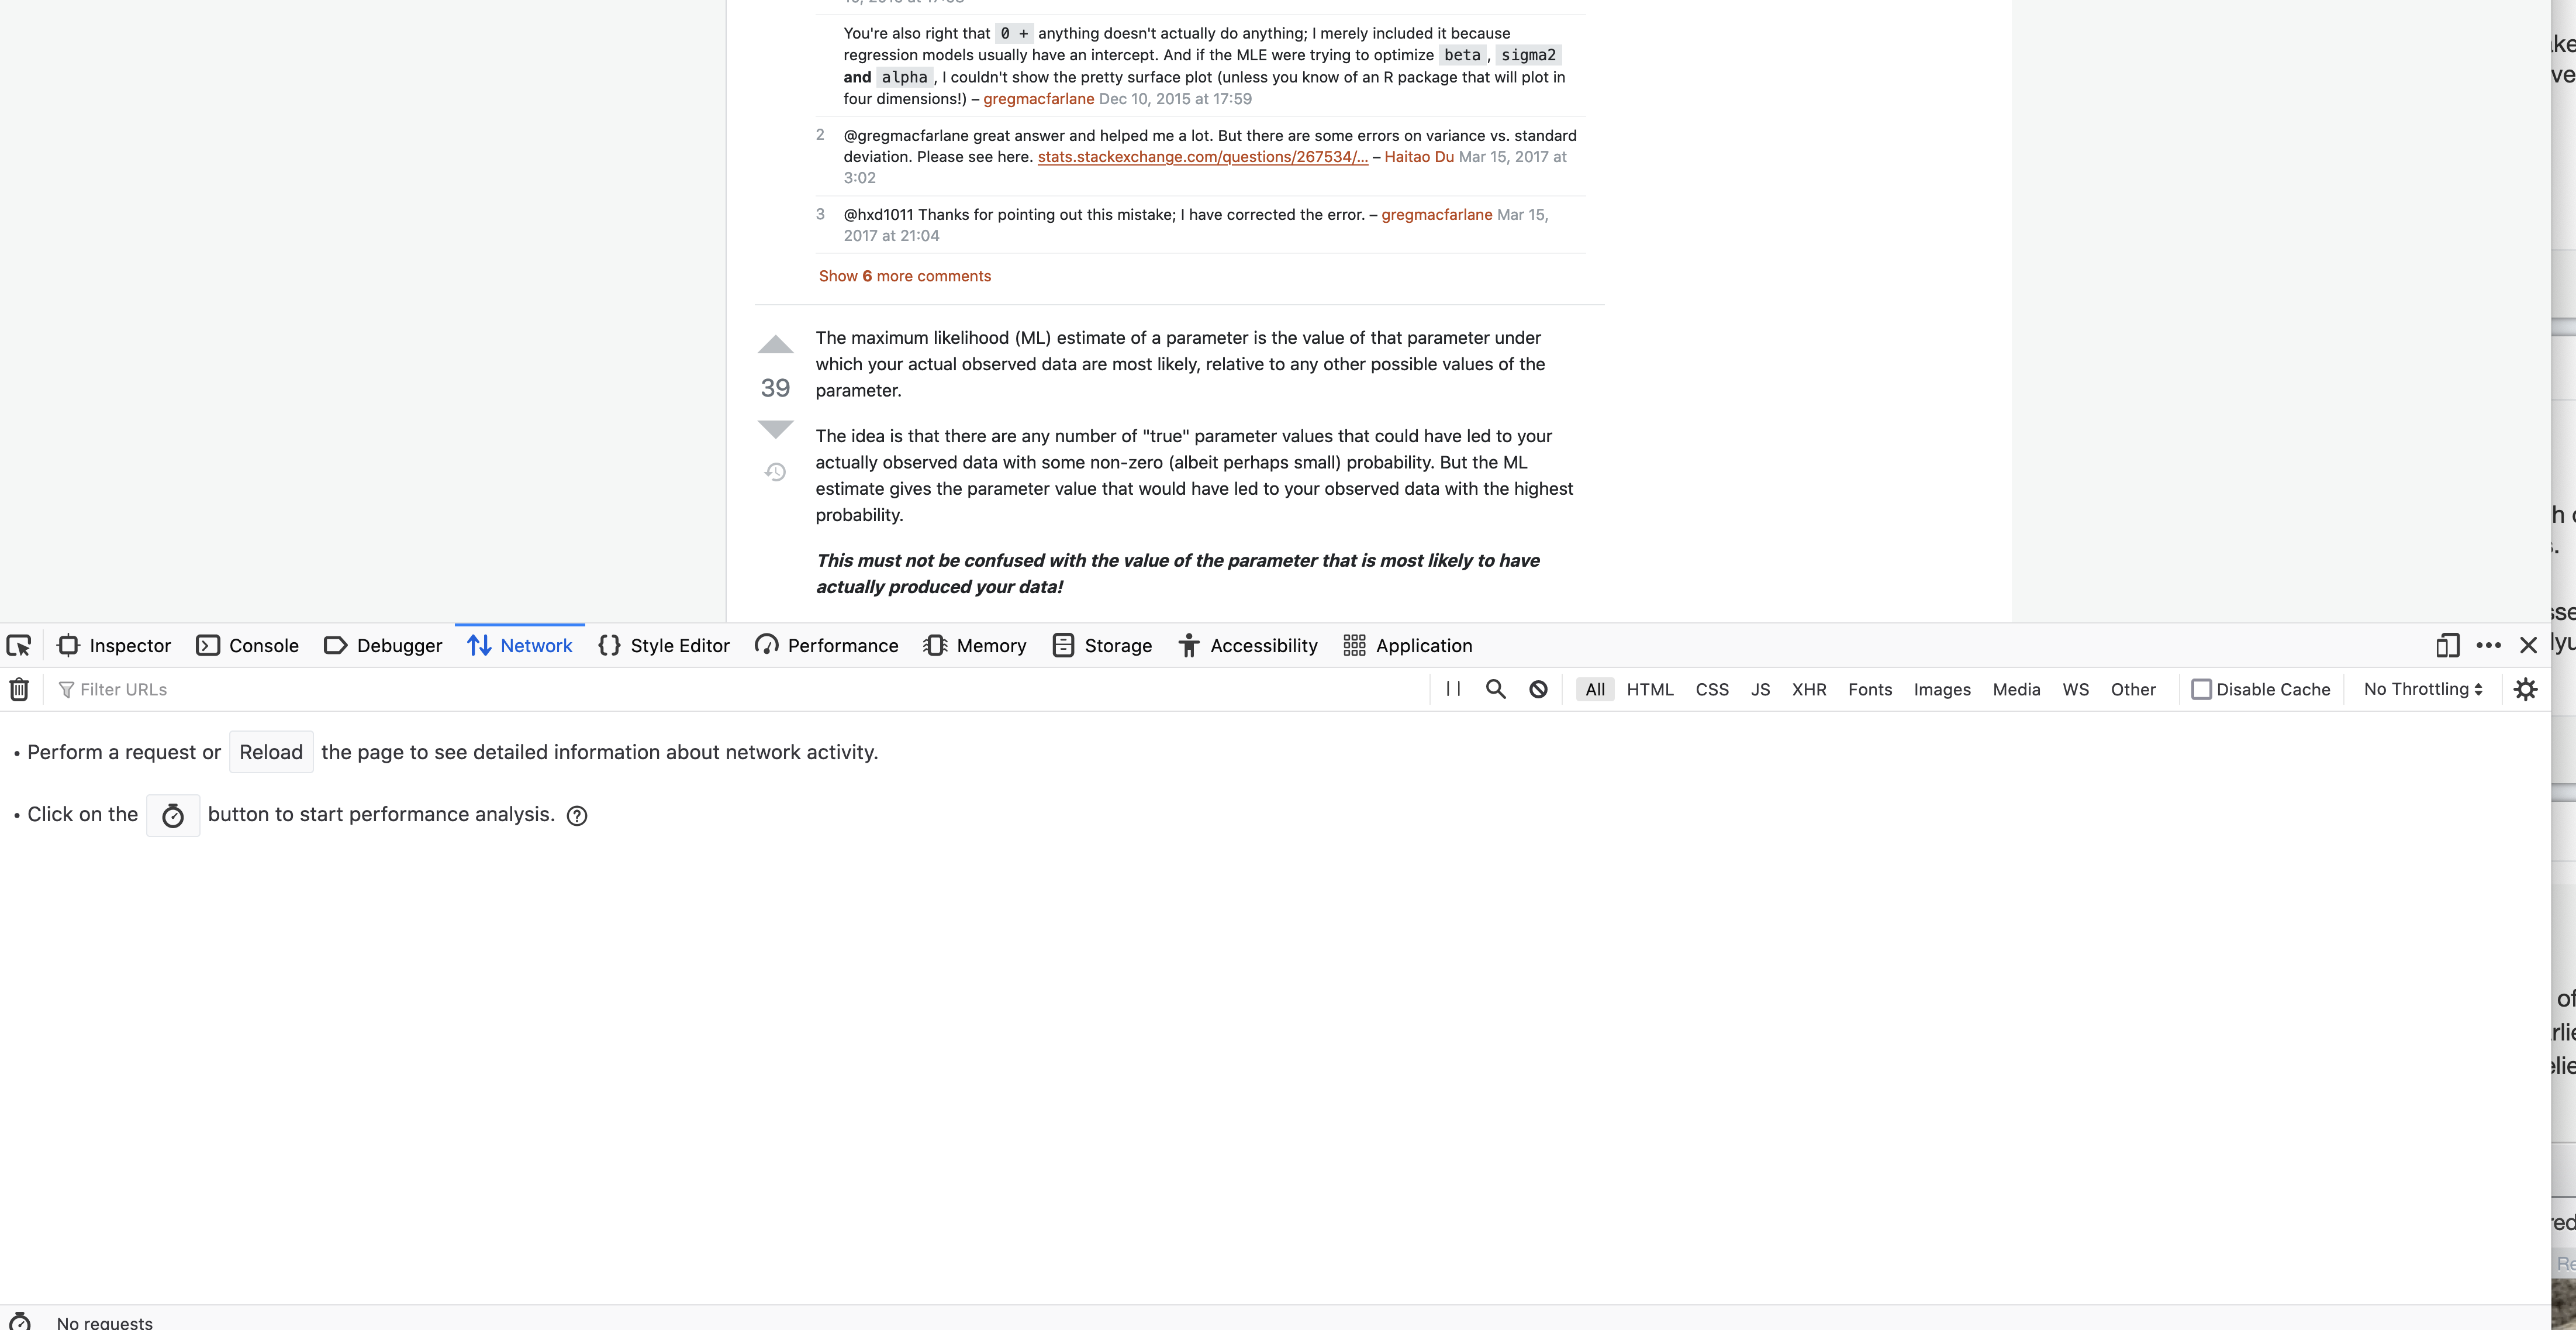 You're also right that 0 + anything doesn't actually do anything; I merely included it because
regression models usually have an intercept. And if the MLE were trying to optimize beta , sigma2
and alpha , I couldn't show the pretty surface plot (unless you know of an R package that will plot in
four dimensions!) – gregmacfarlane Dec 10, 2015 at 17:59
2 @gregmacfarlane great answer and helped me a lot. But there are some errors on variance vs. standard
deviation. Please see here. stats.stackexchange.com/questions/267534/... – Haitao Du Mar 15, 2017 at
3:02
3 @hxd1011 Thanks for pointing out this mistake; I have corrected the error. – gregmacfarlane Mar 15,
2017 at 21:04
Show 6 more comments
The maximum likelihood (ML) estimate of a parameter is the value of that parameter under
which your actual observed data are most likely, relative to any other possible values of the
39
parameter.
The idea is that there are any number of "true" parameter values that could have led to your
actually observed data with some non-zero (albeit perhaps small) probability. But the ML
estimate gives the parameter value that would have led to your observed data with the highest
probability.
This must not be confused with the value of the parameter that is most likely to have
actually produced your data!
Inspector Console Debugger Network Style Editor Performance Memory Storage Accessibility Application
Filter URLs All HTML CSS JS XHR Fonts Images Media WS Other Disable Cache No Throttling
• Perform a request or Reload the page to see detailed information about network activity.
• Click on the button to start performance analysis.
No requests